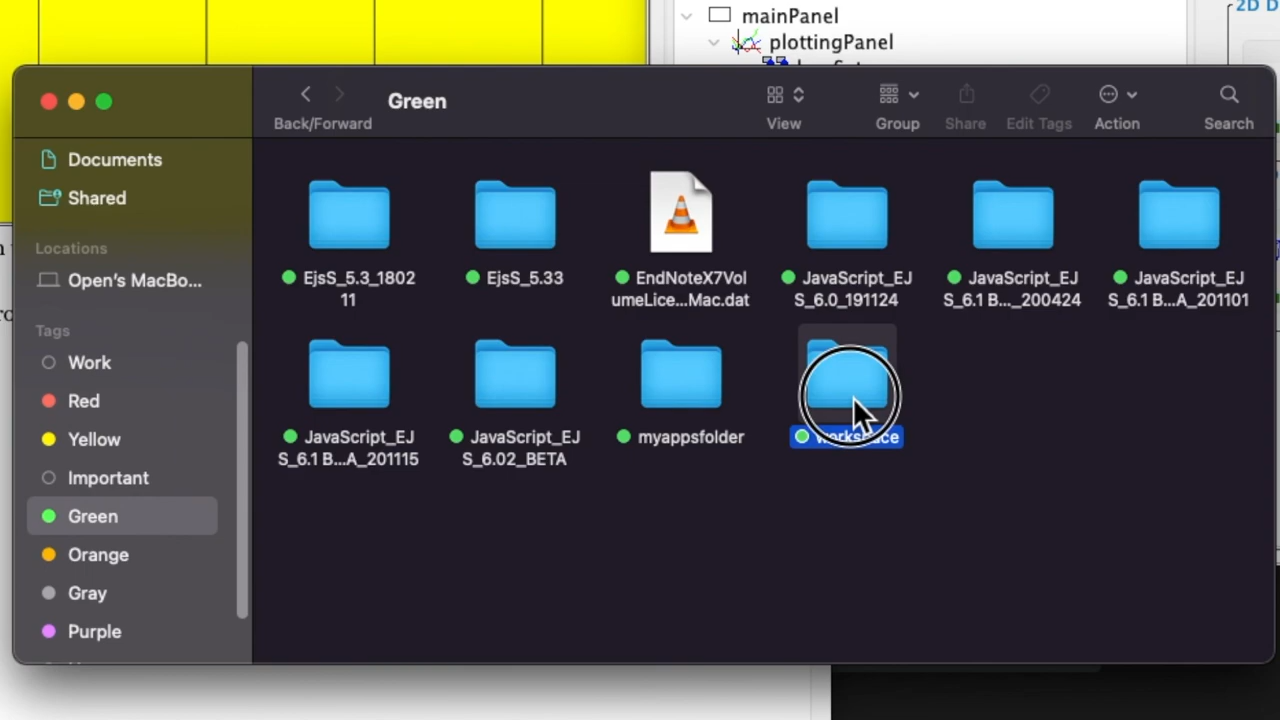 2D D
mainPanel
plottingPanel
Green
Back/Forward
View
Group
Share
Edit Tags
Action
Search
Documents
Shared
Locations
Open's MacBo...
Tags
Work
Red
Yellow
Important
Green
Orange
Gray
Purple
EjsS_5.3_1802
11
EjsS_5.33
EndNoteX7Vol
umeLice...Mac.dat
JavaScript_EJ
S_6.0_191124
JavaScript_EJ
S_6.1 B..._200424
JavaScript_EJ
S_6.1 B...A_201101
JavaScript_EJ
S_6.1 B...A_201115
JavaScript_EJ
S_6.02_BETA
myappsfolder
workspace